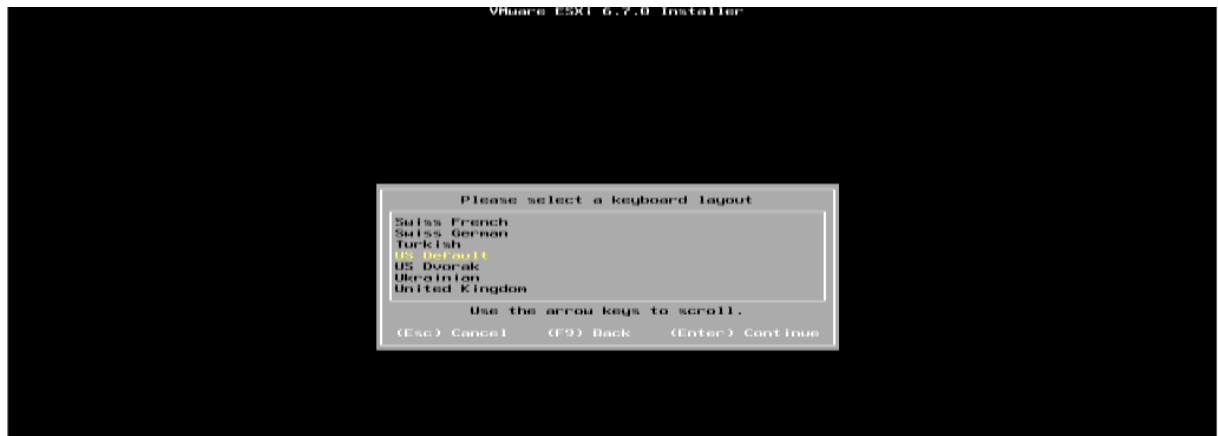 VMware ESXi 6.7.0 Installer
Please select a keyboard layout
Swiss French
Swiss German
Turkish
US Default
US Dvorak
Ukrainian
United Kingdom
Use the arrow keys to scroll.
(Esc) Cancel (F9) Back (Enter) Continue